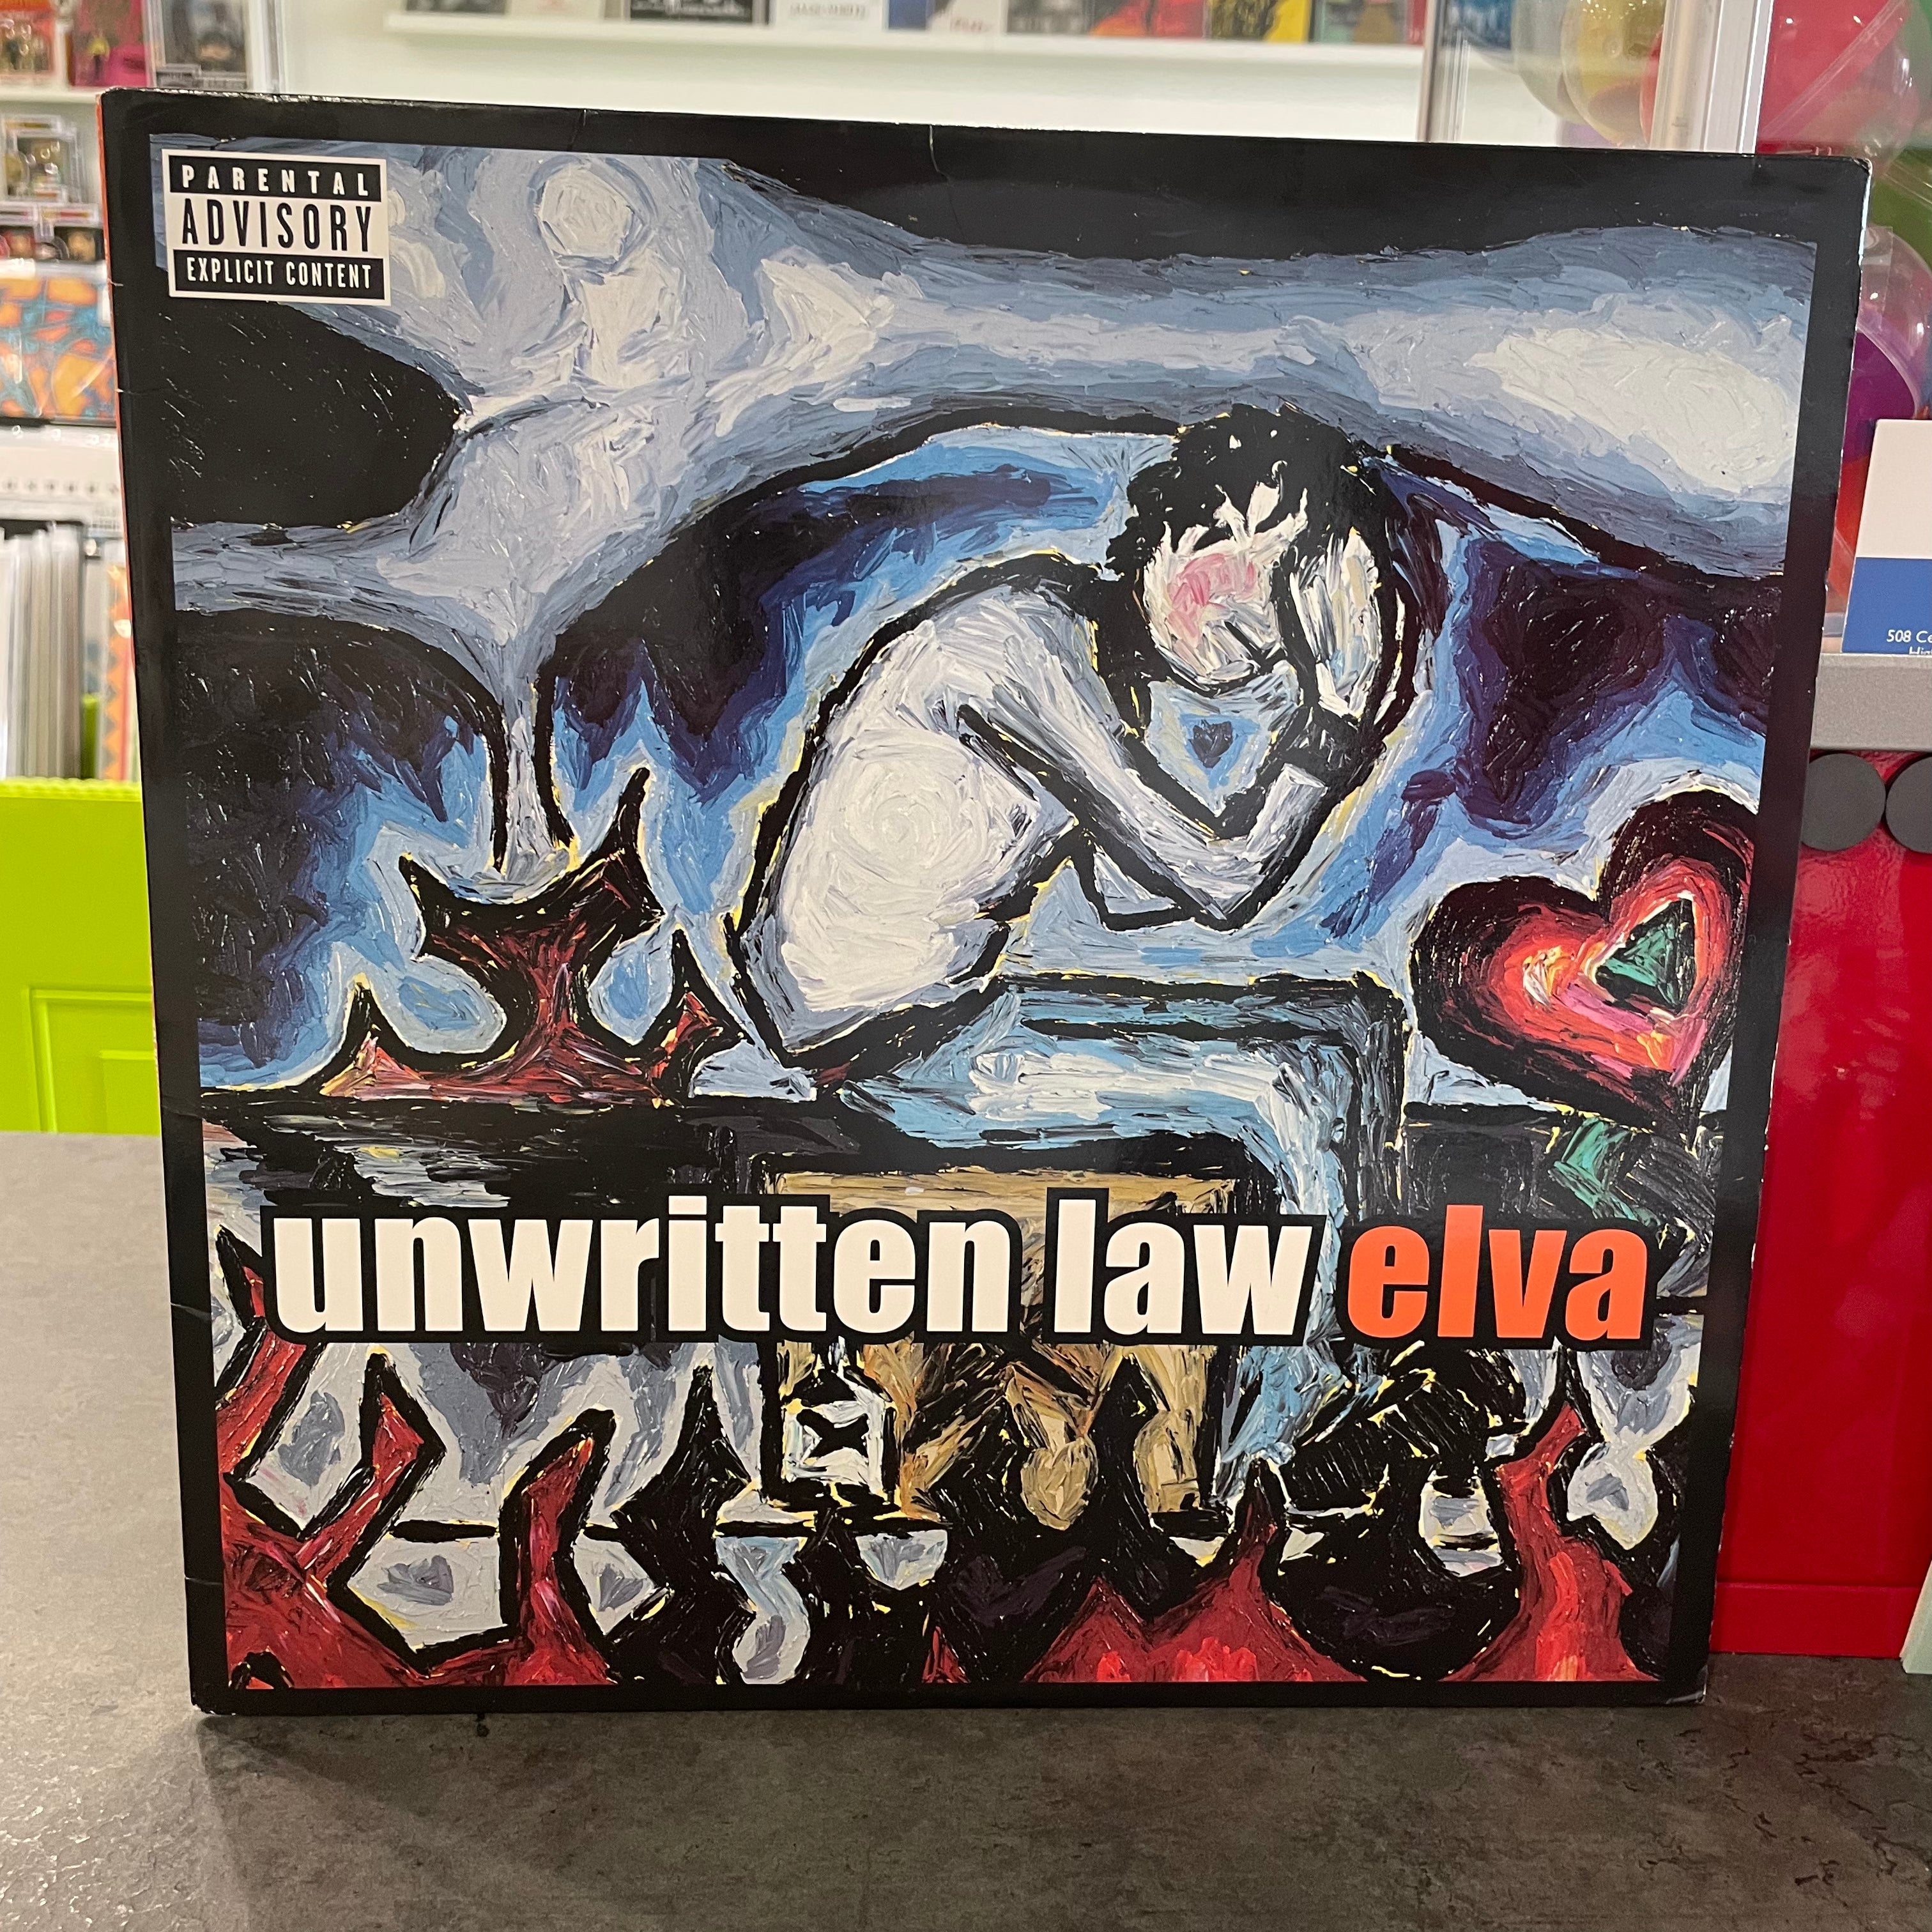 PARENTAL
ADVISORY
EXPLICIT CONTENT
unwritten law elva
508